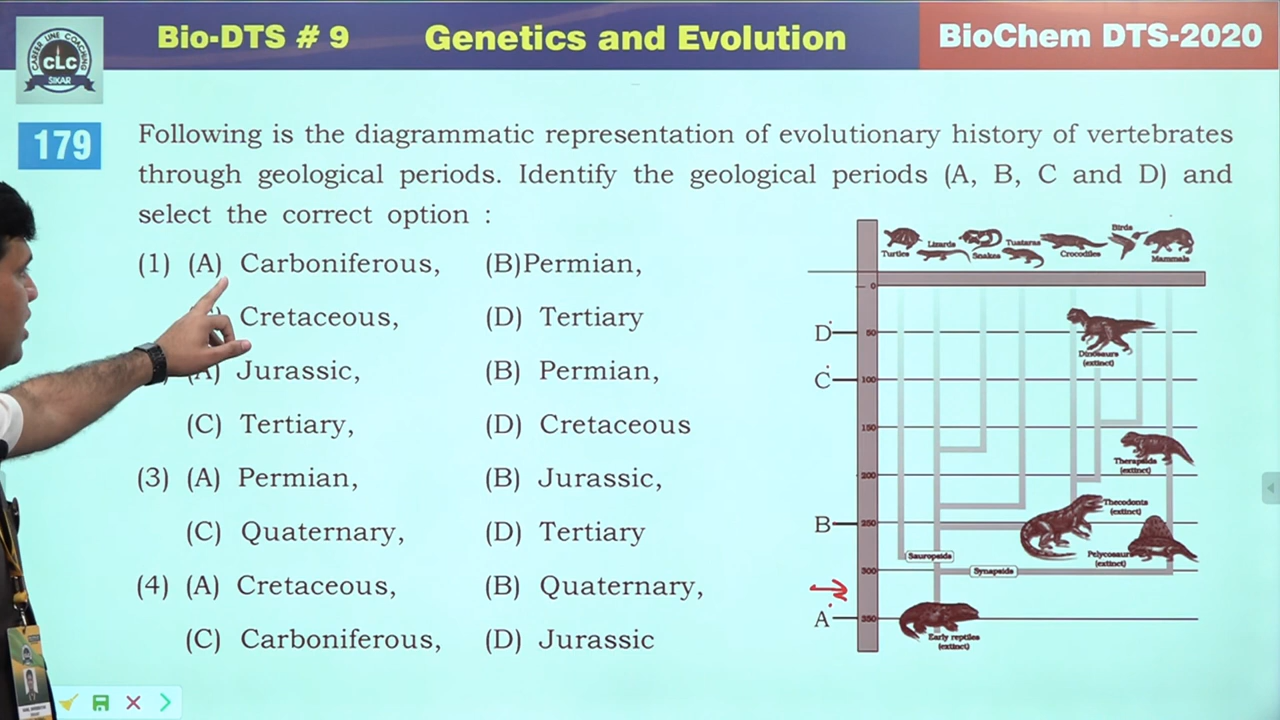 Bio-DTS # 9
Genetics and Evolution
BioChem DTS-2020
CAREER LINE COACHING
CLC
SIKAR
179
Following is the diagrammatic representation of evolutionary history of vertebrates
through geological periods. Identify the geological periods (A, B, C and D) and
select the correct option :
(1) (A) Carboniferous, (B)Permian,
Cretaceous, (D) Tertiary
(A) Jurassic, (B) Permian,
(C) Tertiary, (D) Cretaceous
(3) (A) Permian, (B) Jurassic,
(C) Quaternary, (D) Tertiary
(4) (A) Cretaceous, (B) Quaternary,
(C) Carboniferous, (D) Jurassic
Turtles
Lizards
Snakes
Tuataras
Crocodiles
Birds
Mammals
0
D 50
Dinosaurs
(extinct)
C 100
150
Therapsids
(extinct)
200
Thecodonts
(extinct)
B 250
Pelycosaurs
(extinct)
Sauropsids
300
Synapsids
A 350
Early reptiles
(extinct)